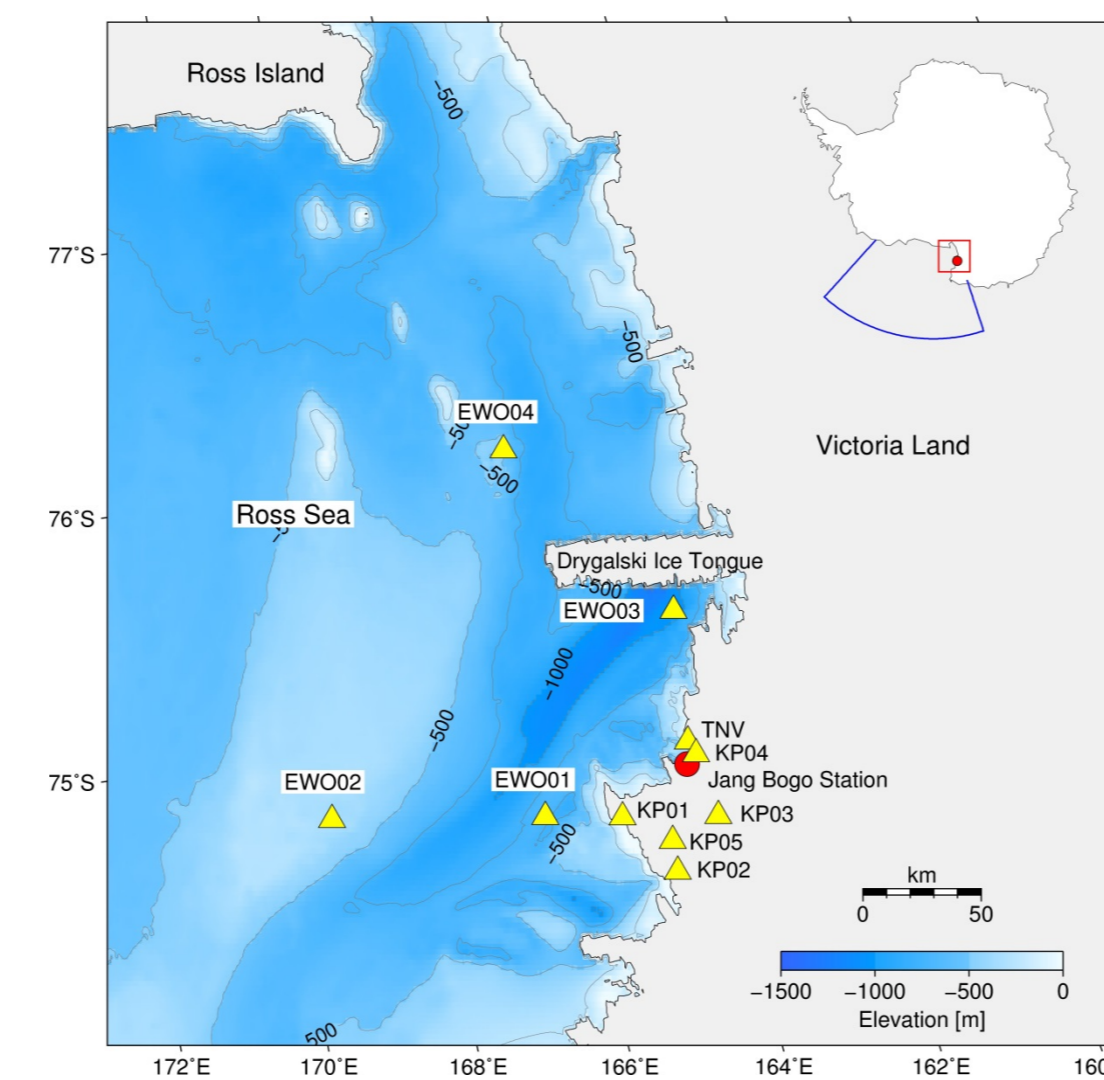 Ross Island
−500
77°S
−500
EWO04
−50
Victoria Land
−500
Ross Sea
76°S
Drygalski Ice Tongue
−500
EWO03
−1000
−500
TNV
KP04
Jang Bogo Station
75°S
EWO02
EWO01
KP01
KP03
−500
KP05
KP02
km
0 50
−1500 −1000 −500 0
Elevation [m]
500
172°E 170°E 168°E 166°E 164°E 162°E 160